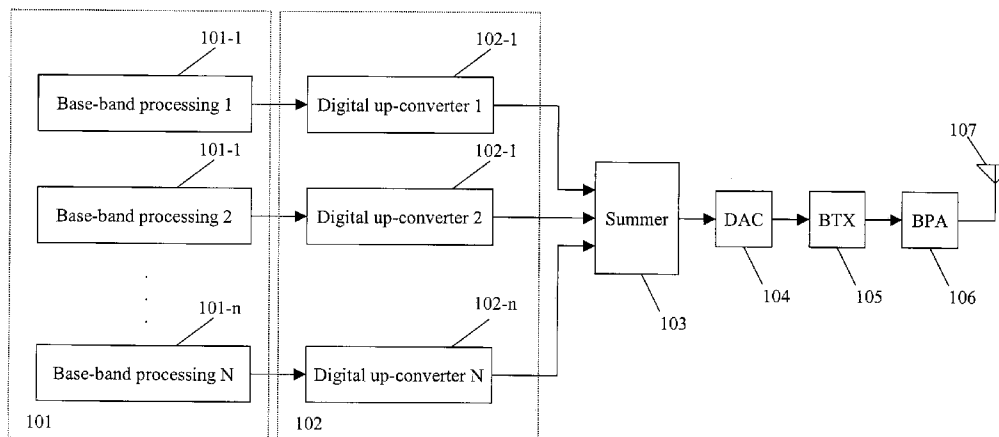 101-1
102-1
Base-band processing 1
Digital up-converter 1
101-1
102-1
107
Base-band processing 2
Digital up-converter 2
Summer
DAC
BTX
BPA
104
105
106
103
101-n
102-n
Base-band processing N
Digital up-converter N
101
102